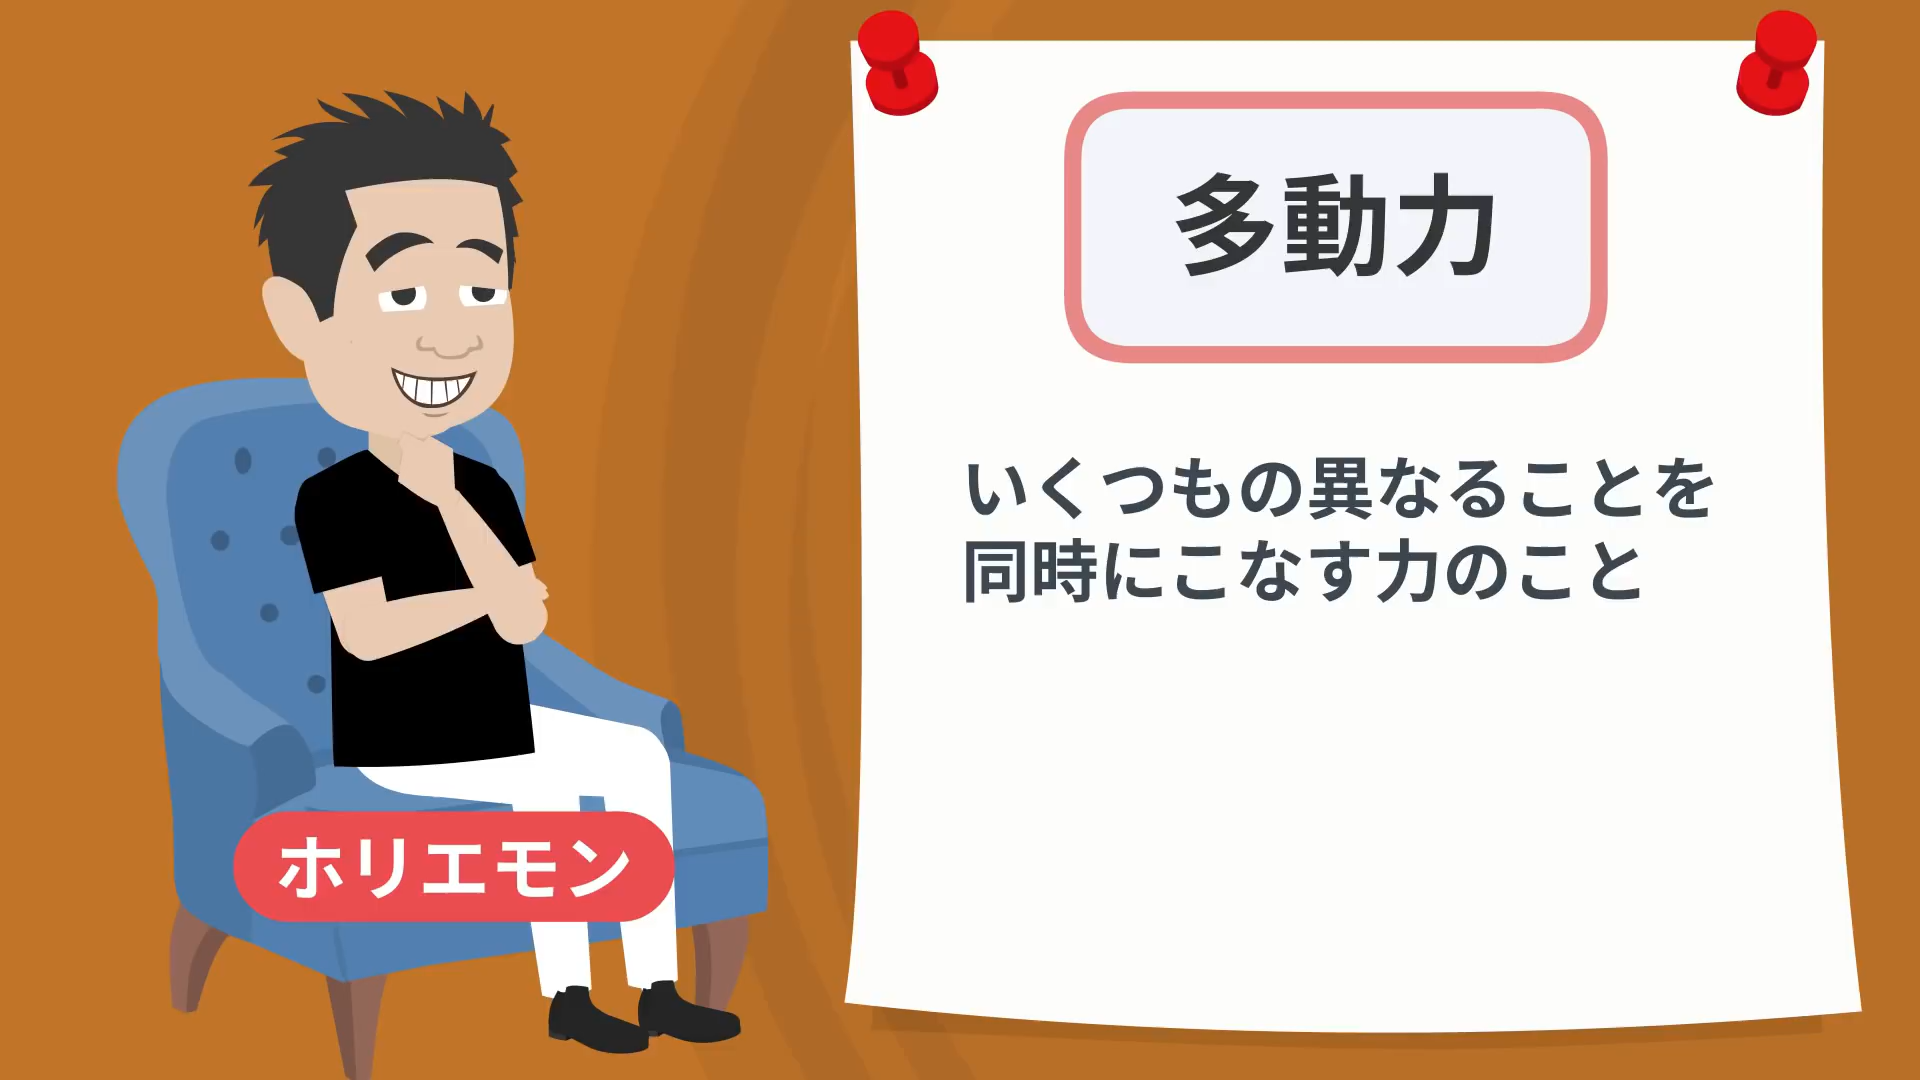 多動力
いくつもの異なることを
同時にこなす力のこと
ホリエモン